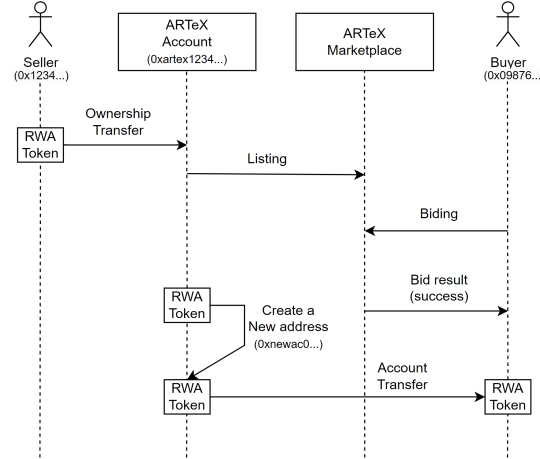 Seller
(0x1234...)
ARTeX
Account
(0xartex1234...)
ARTeX
Marketplace
Buyer
(0x09876...
RWA
Token
Ownership
Transfer
Listing
Biding
Bid result
(success)
RWA
Token
Create a
New address
(0xnewac0...)
RWA
Token
Account
Transfer
RWA
Token